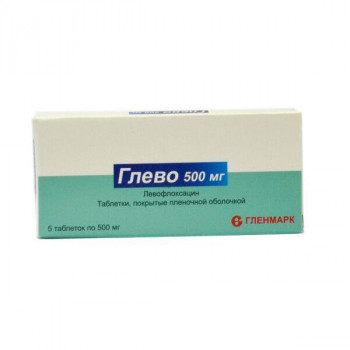 Глево 500 мг
Левофлоксацин
Таблетки, покрытые пленочной оболочкой
5 таблеток по 500 мг
ГЛЕНМАРК